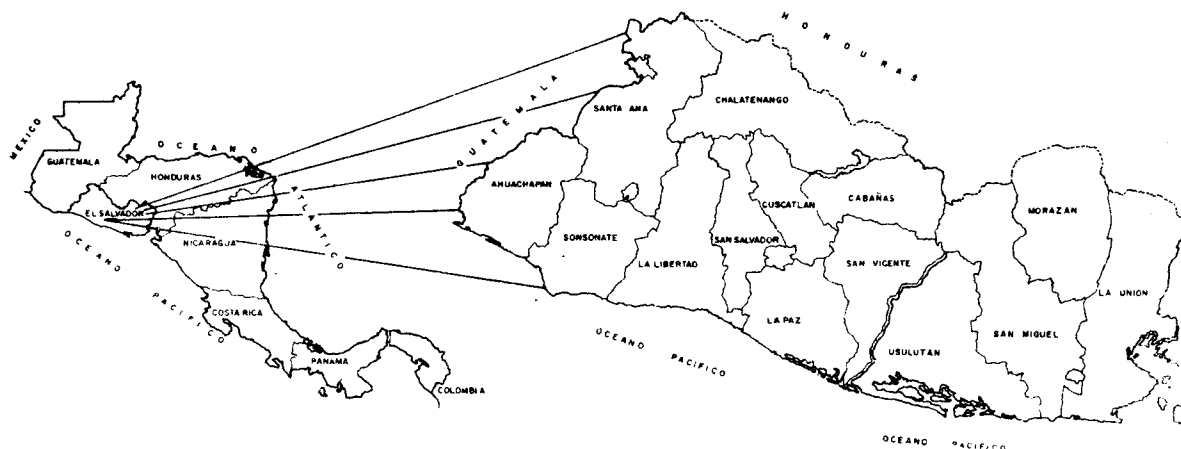 MEXICO
GUATEMALA
OCEANO
ATLANTICO
HONDURAS
EL SALVADOR
NICARAGUA
OCEANO
PACIFICO
COSTA RICA
PANAMA
COLOMBIA
GUATEMALA
HONDURAS
SANTA ANA
CHALATENANGO
AHUACHAPAN
SONSONATE
LA LIBERTAD
SAN SALVADOR
CUSCATLAN
CABAÑAS
SAN VICENTE
LA PAZ
USULUTAN
SAN MIGUEL
MORAZAN
LA UNION
OCEANO PACIFICO
OCEANO PACIFICO